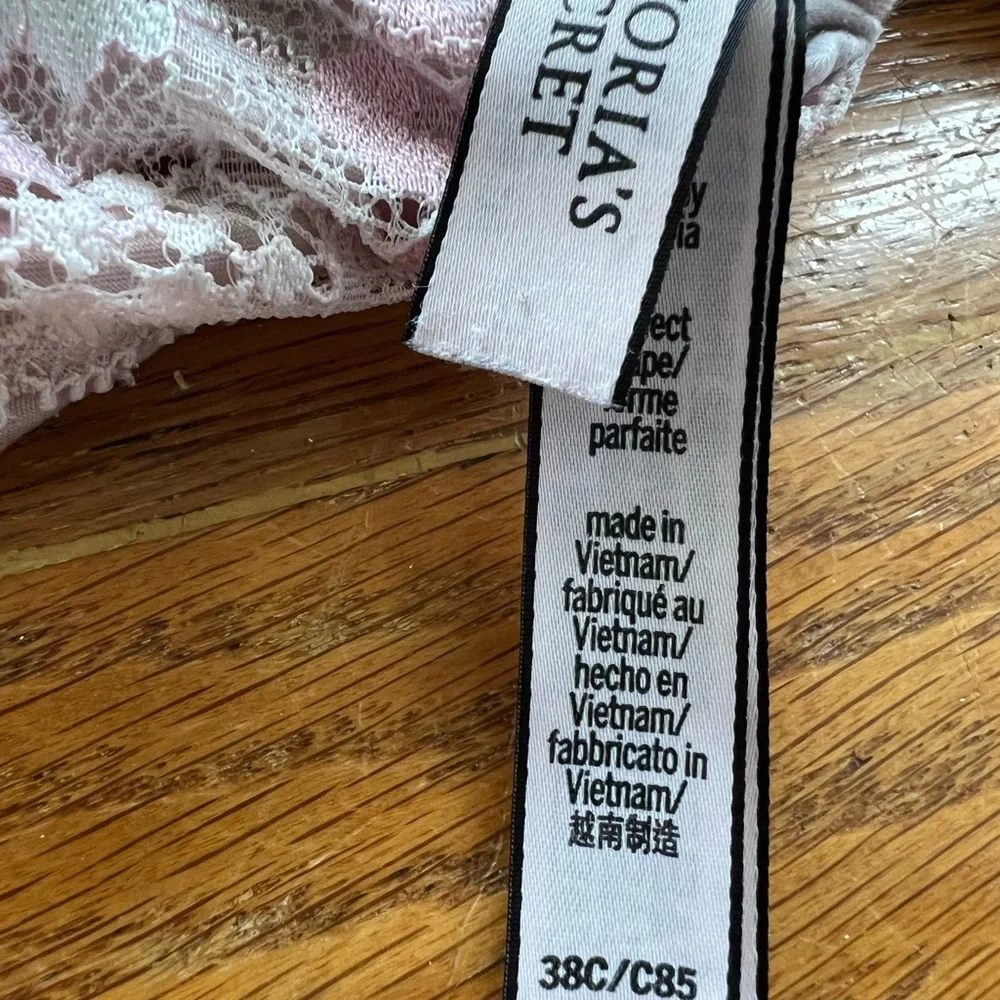 ORIA'S
CRET
parfaite
made in
Vietnam/
fabriqué au
Vietnam/
hecho en
Vietnam/
fabbricato in
Vietnam/
越南制造
38C/C85